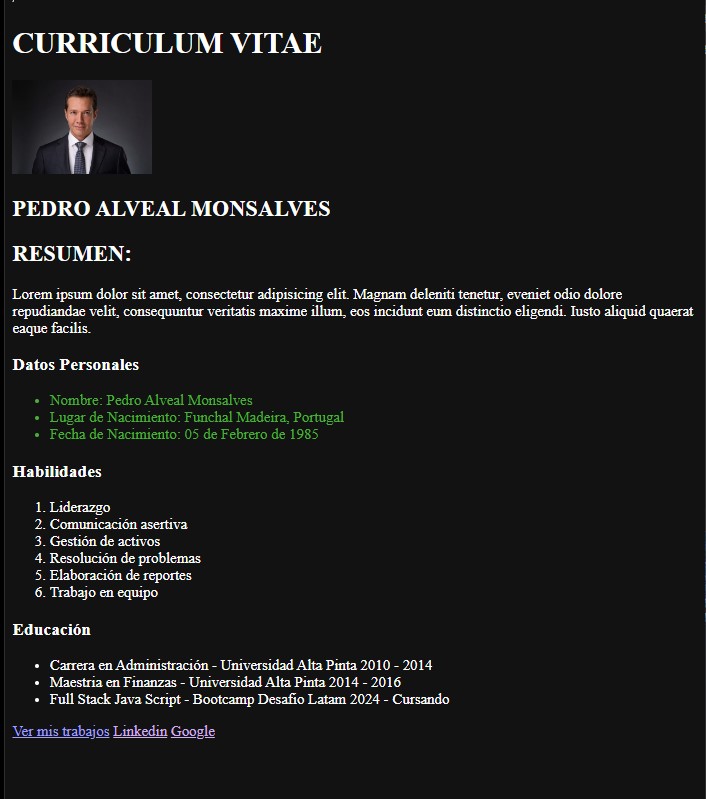 CURRICULUM VITAE
PEDRO ALVEAL MONSALVES
RESUMEN:
Lorem ipsum dolor sit amet, consectetur adipisicing elit. Magnam deleniti tenetur, eveniet odio dolore
repudiandae velit, consequuntur veritatis maxime illum, eos incidunt eum distinctio eligendi. Iusto aliquid quaerat
eaque facilis.
Datos Personales
• Nombre: Pedro Alveal Monsalves
• Lugar de Nacimiento: Funchal Madeira, Portugal
• Fecha de Nacimiento: 05 de Febrero de 1985
Habilidades
1. Liderazgo
2. Comunicación asertiva
3. Gestión de activos
4. Resolución de problemas
5. Elaboración de reportes
6. Trabajo en equipo
Educación
• Carrera en Administración - Universidad Alta Pinta 2010 - 2014
• Maestria en Finanzas - Universidad Alta Pinta 2014 - 2016
• Full Stack Java Script - Bootcamp Desafío Latam 2024 - Cursando
Ver mis trabajos Linkedin Google